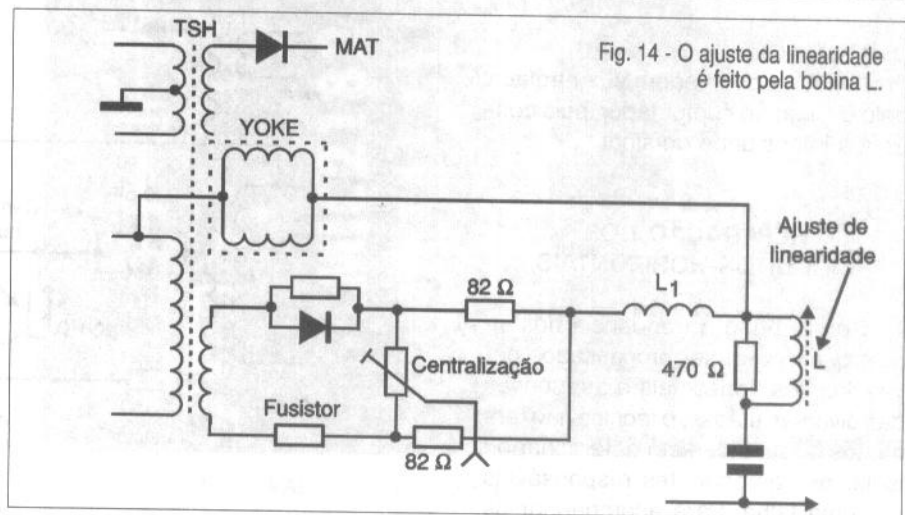 TSH
MAT
Fig. 14 - O ajuste da linearidade
é feito pela bobina L.
YOKE
Ajuste de
linearidade
82 Ω
L1
470 Ω
L
Centralização
Fusistor
82 Ω